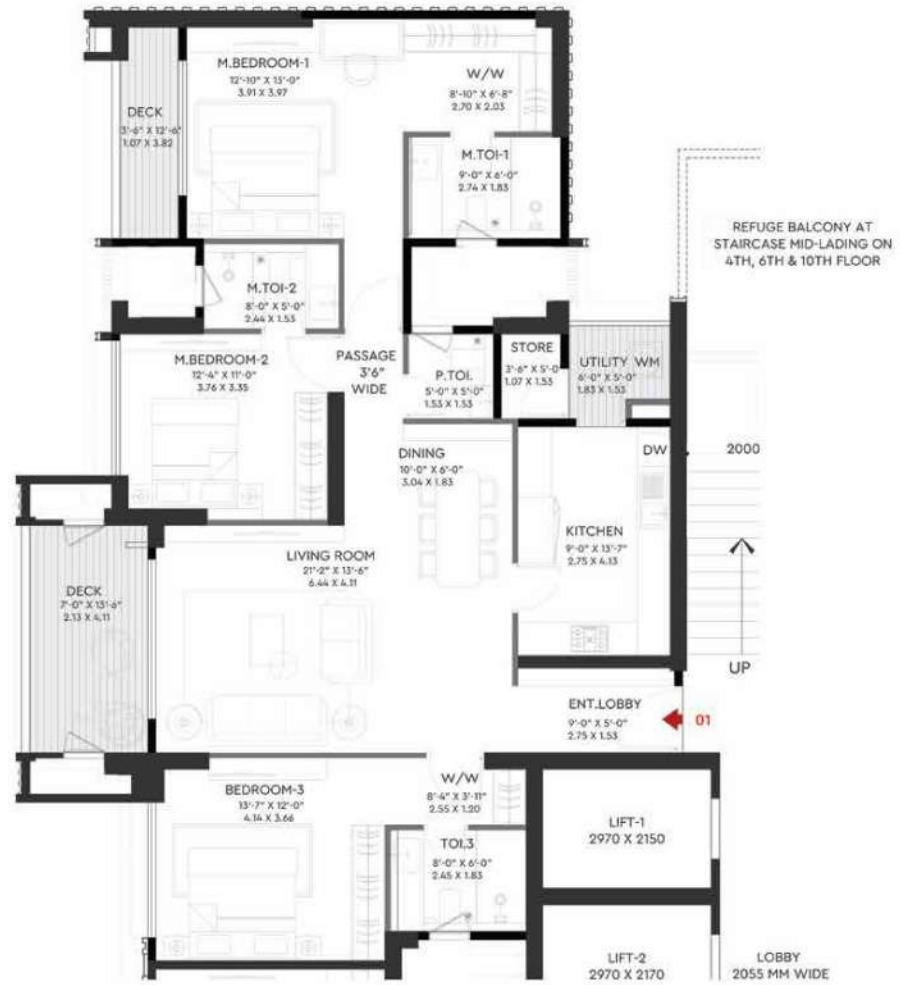 M.BEDROOM-1
12'-10" X 13'-0"
3.91 X 3.97
W/W
8'-10" X 6'-8"
2.70 X 2.03
DECK
3'-6" X 12'-6"
1.07 X 3.82
M.TOI-1
9'-0" X 6'-0"
2.74 X 1.83
REFUGE BALCONY AT
STAIRCASE MID-LADING ON
4TH, 6TH & 10TH FLOOR
M.TOI-2
8'-0" X 5'-0"
2.44 X 1.53
M.BEDROOM-2
12'-4" X 11'-0"
3.76 X 3.35
PASSAGE
3'6"
WIDE
P.TOI.
5'-0" X 5'-0"
1.53 X 1.53
STORE
3'-6" X 5'-0
1.07 X 1.53
UTILITY WM
6'-0" X 5'-0"
1.83 X 1.53
DINING
10'-0" X 6'-0"
3.04 X 1.83
DW
2000
KITCHEN
9'-0" X 13'-7"
2.75 X 4.13
LIVING ROOM
21'-2" X 13'-6"
6.44 X 4.11
DECK
7'-0" X 13'-6"
2.13 X 4.11
UP
ENT.LOBBY
9'-0" X 5'-0"
2.75 X 1.53
01
BEDROOM-3
13'-7" X 12'-0"
4.14 X 3.66
W/W
8'-4" X 3'-11"
2.55 X 1.20
TOI.3
8'-0" X 6'-0"
2.45 X 1.83
LIFT-1
2970 X 2150
LIFT-2
2970 X 2170
LOBBY
2055 MM WIDE